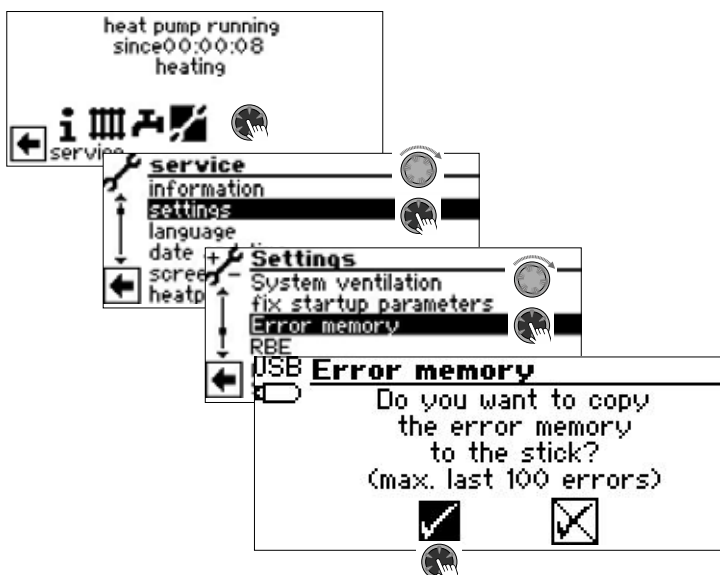 heat pump running
since00:00:08
heating
service
service
information
settings
language
date
scree
heatp
Settings
System ventilation
fix startup parameters
Error memory
RBE
USB Error memory
Do you want to copy
the error memory
to the stick?
(max. last 100 errors)